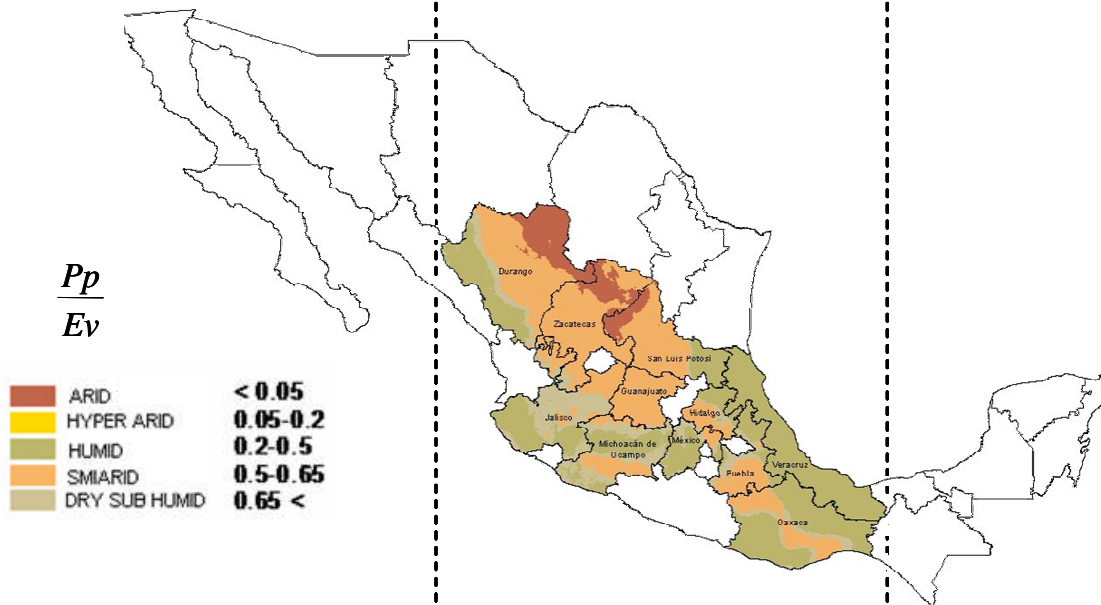 Durango
Pp
Ev
Zacatecas
San Luis Potosí
ARID < 0.05
HYPER ARID 0.05-0.2
HUMID 0.2-0.5
SMIARID 0.5-0.65
DRY SUB HUMID 0.65 <
Guanajuato
Jalisco
Hidalgo
Michoacán de
Ocampo
México
Veracruz
Puebla
Oaxaca